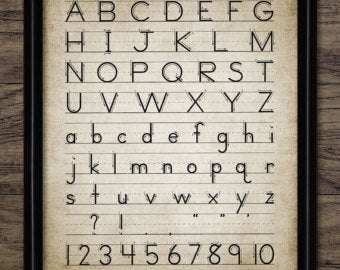 A B C D E F G
H I J K L M
N O P Q R S T
U V W X Y Z
a b c d e f g h i
j k l m n o p q r
s t u v w x y z
? ! . , “ ” ’
1 2 3 4 5 6 7 8 9 10